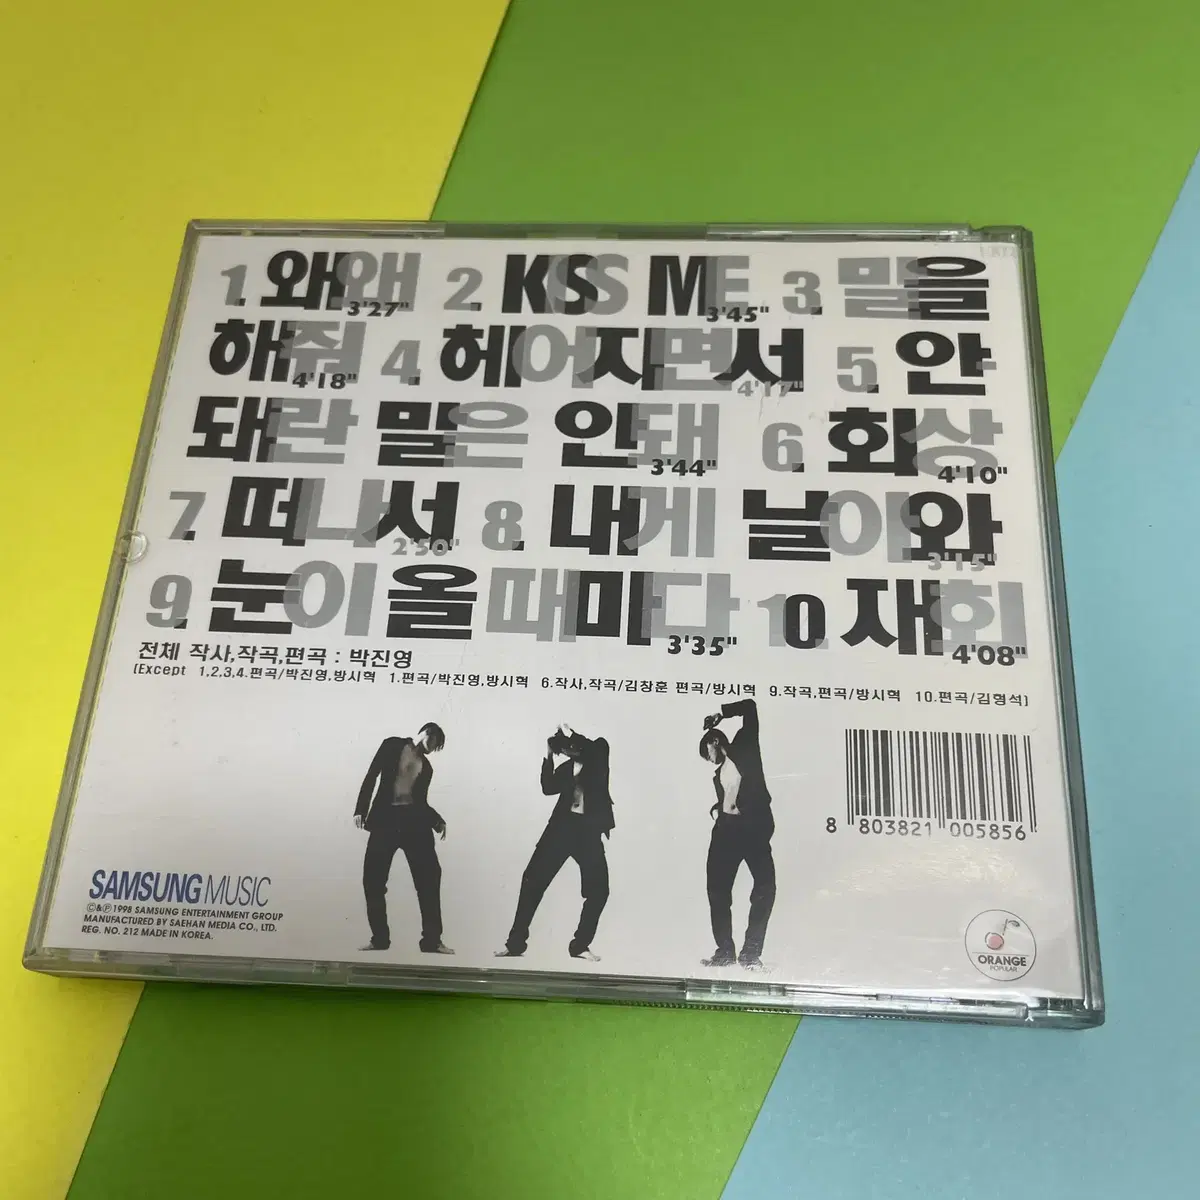 1. 왜왜 3'27" 2. KISS ME 3'45" 3. 말을
해줘 4'18" 4. 헤어지면서 4'17" 5. 안
돼란 말은 안돼 3'44" 6. 회상 4'10"
7. 떠나서 2'50" 8. 내게 날아와 3'15"
9. 눈이올때마다 3'35" 10. 재회 4'08"
전체 작사,작곡,편곡 : 박진영
(Except 1,2,3,4.편곡/박진영,방시혁 1.편곡/박진영,방시혁 6.작사,작곡/김창훈 편곡/방시혁 9.작곡,편곡/방시혁 10.편곡/김형석)
8 803821 005856
SAMSUNG MUSIC
©&℗1998 SAMSUNG ENTERTAINMENT GROUP
MANUFACTURED BY SAEHAN MEDIA CO., LTD.
REG. NO. 212 MADE IN KOREA.
ORANGE
POPULAR